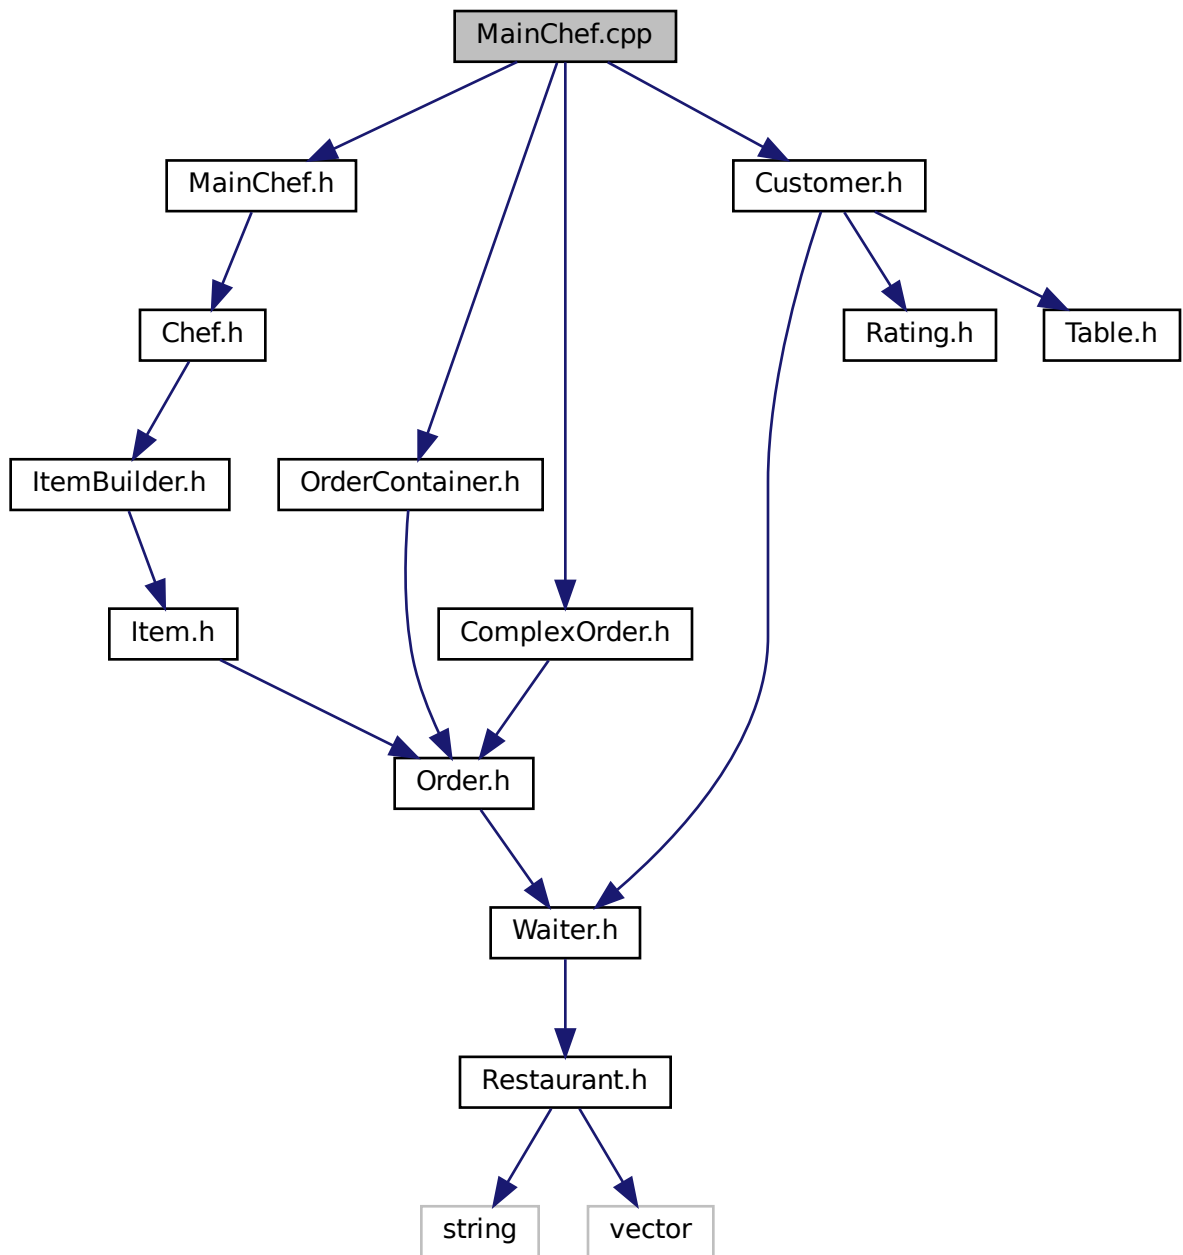 MainChef.cpp
MainChef.h
Customer.h
Chef.h
Rating.h
Table.h
ItemBuilder.h
OrderContainer.h
Item.h
ComplexOrder.h
Order.h
Waiter.h
Restaurant.h
string
vector